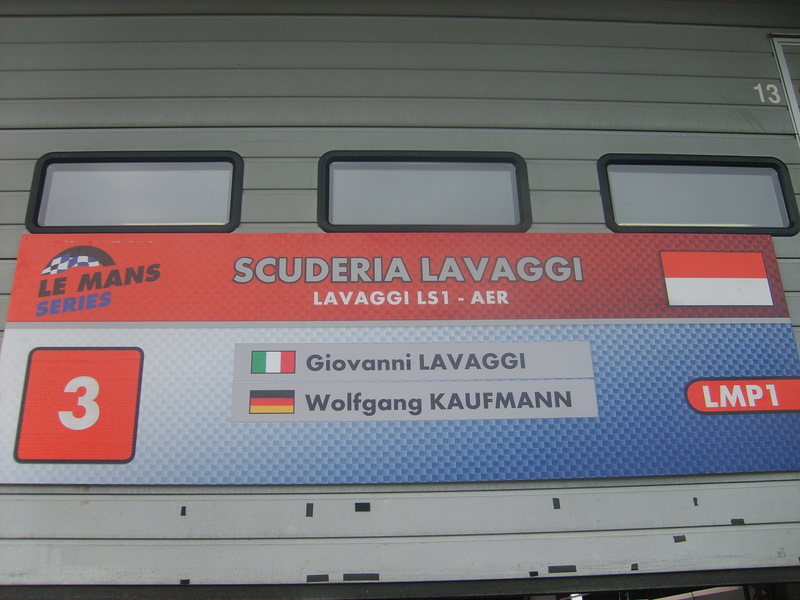 13
LE MANS
SERIES
SCUDERIA LAVAGGI
LAVAGGI LS1 - AER
3
Giovanni LAVAGGI
Wolfgang KAUFMANN
LMP1